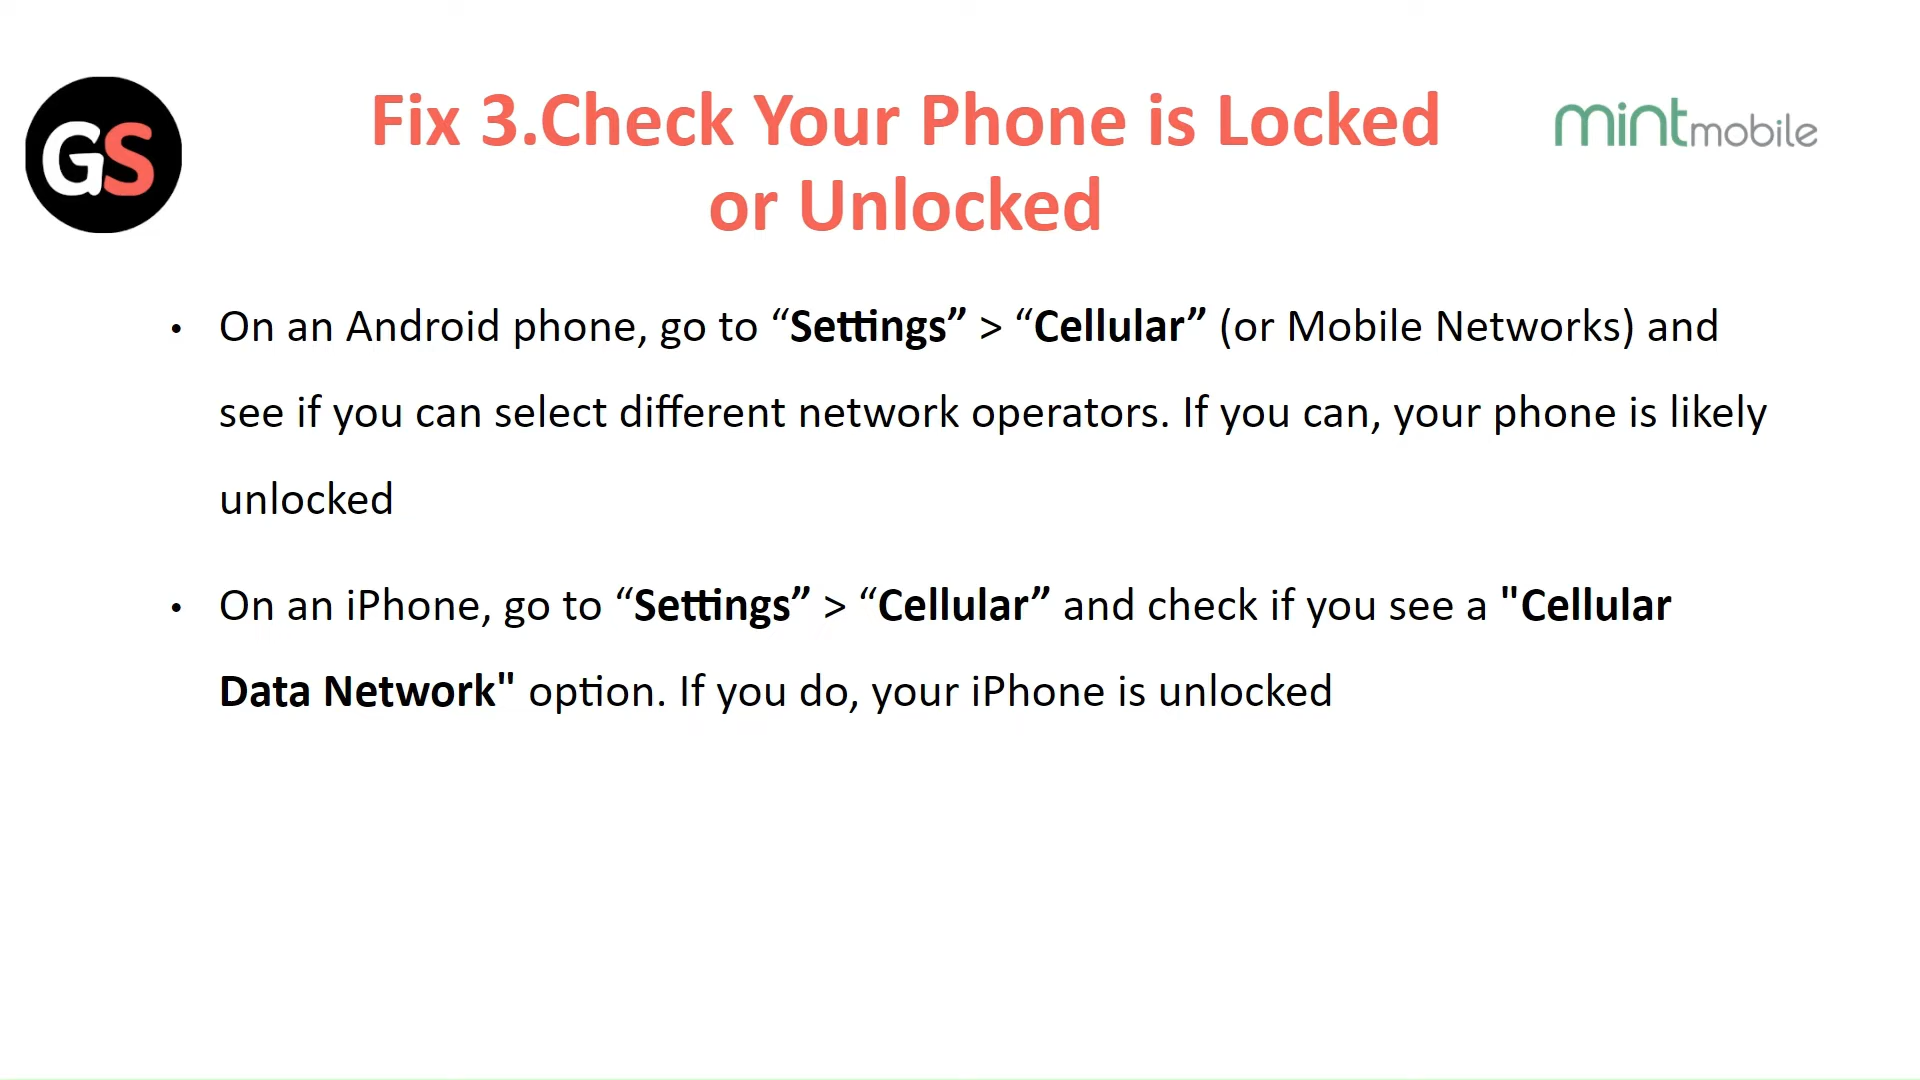 GS
Fix 3.Check Your Phone is Locked
or Unlocked
mintmobile
• On an Android phone, go to “Settings” > “Cellular” (or Mobile Networks) and
see if you can select different network operators. If you can, your phone is likely
unlocked
• On an iPhone, go to “Settings” > “Cellular” and check if you see a "Cellular
Data Network" option. If you do, your iPhone is unlocked